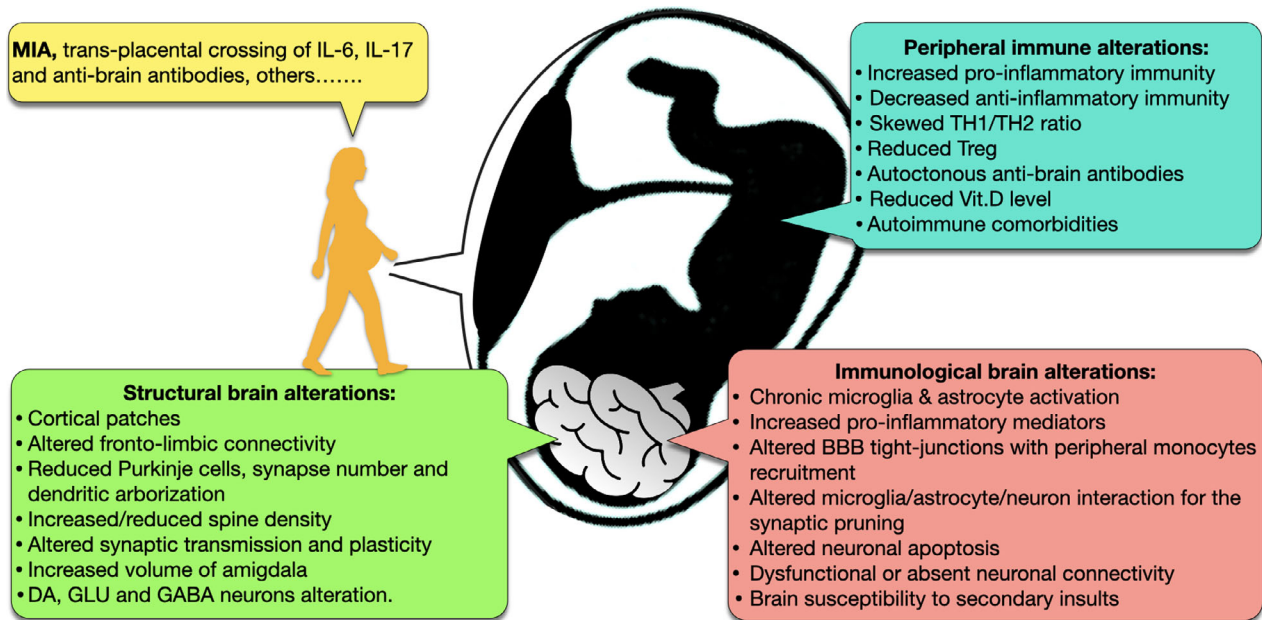 MIA, trans-placental crossing of IL-6, IL-17
and anti-brain antibodies, others.......
Peripheral immune alterations:
• Increased pro-inflammatory immunity
• Decreased anti-inflammatory immunity
• Skewed TH1/TH2 ratio
• Reduced Treg
• Autoctonous anti-brain antibodies
• Reduced Vit.D level
• Autoimmune comorbidities
Structural brain alterations:
• Cortical patches
• Altered fronto-limbic connectivity
• Reduced Purkinje cells, synapse number and
dendritic arborization
• Increased/reduced spine density
• Altered synaptic transmission and plasticity
• Increased volume of amigdala
• DA, GLU and GABA neurons alteration.
Immunological brain alterations:
• Chronic microglia & astrocyte activation
• Increased pro-inflammatory mediators
• Altered BBB tight-junctions with peripheral monocytes
recruitment
• Altered microglia/astrocyte/neuron interaction for the
synaptic pruning
• Altered neuronal apoptosis
• Dysfunctional or absent neuronal connectivity
• Brain susceptibility to secondary insults